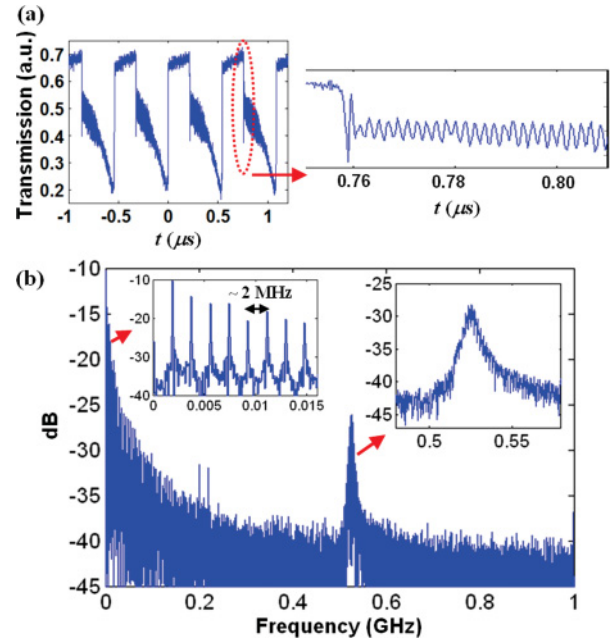 (a)
Transmission (a.u.)
0.7
0.6
0.5
0.4
0.3
0.2
-1 -0.5 0 0.5 1
t (μs)
0.76 0.78 0.80
t (μs)
(b)
dB
-10
-15
-20
-25
-30
-35
-40
-45
-10
-20
-30
-40
~ 2 MHz
0 0.005 0.01 0.015
-25
-30
-35
-40
-45
0.5 0.55
0 0.2 0.4 0.6 0.8 1
Frequency (GHz)